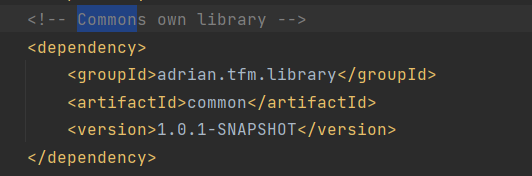 <!-- Commons own library -->
<dependency>
<groupId>adrian.tfm.library</groupId>
<artifactId>common</artifactId>
<version>1.0.1-SNAPSHOT</version>
</dependency>